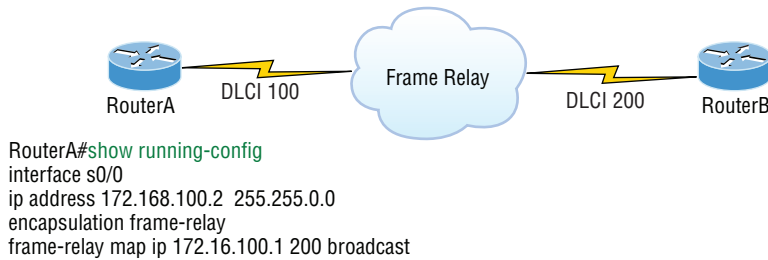 Frame Relay
RouterA
DLCI 100
DLCI 200
RouterB
RouterA#show running-config
interface s0/0
ip address 172.168.100.2 255.255.0.0
encapsulation frame-relay
frame-relay map ip 172.16.100.1 200 broadcast